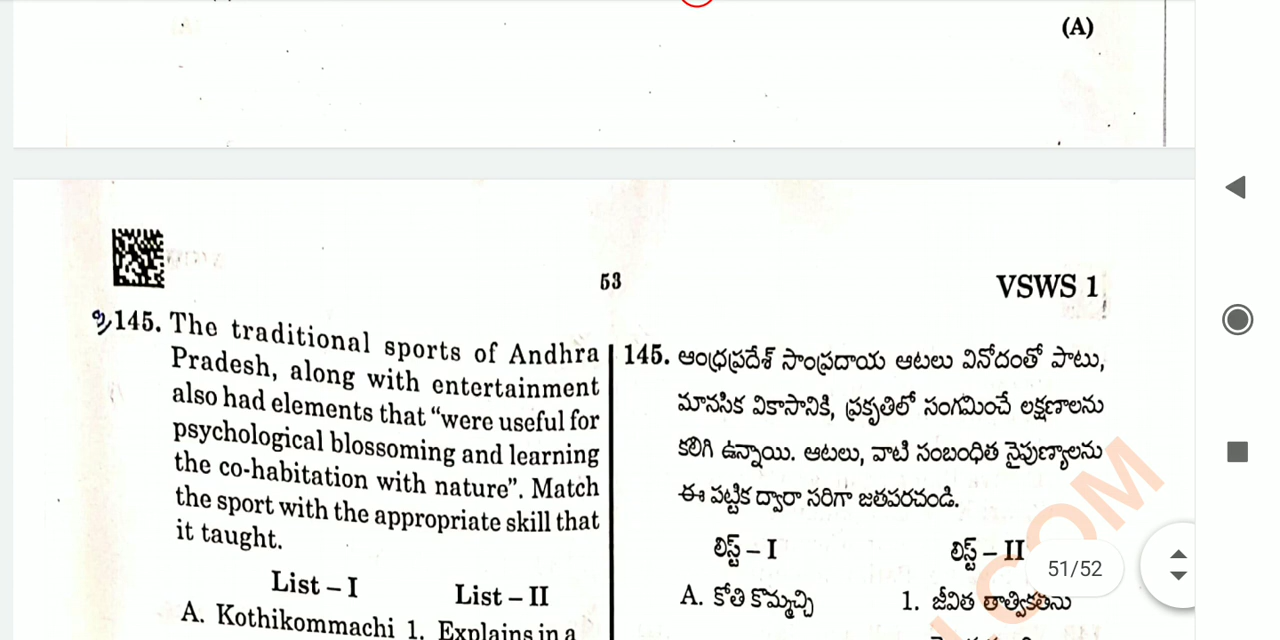 (A)
53
VSWS 1
145. The traditional sports of Andhra
Pradesh, along with entertainment
also had elements that “were useful for
psychological blossoming and learning
the co-habitation with nature”. Match
the sport with the appropriate skill that
it taught.
List – I List – II
A. Kothikommachi 1. Explains in a
145. ఆంధ్రప్రదేశ్ సాంప్రదాయ ఆటలు వినోదంతో పాటు,
మానసిక వికాసానికి, ప్రకృతిలో సంగమించే లక్షణాలను
కలిగి ఉన్నాయి. ఆటలు, వాటి సంబంధిత నైపుణ్యాలను
ఈ పట్టిక ద్వారా సరిగా జతపరచండి.
లిస్ట్ – I లిస్ట్ – II
A. కోతి కొమ్మచ్చి 1. జీవిత తాత్వికతను
51/52
.COM